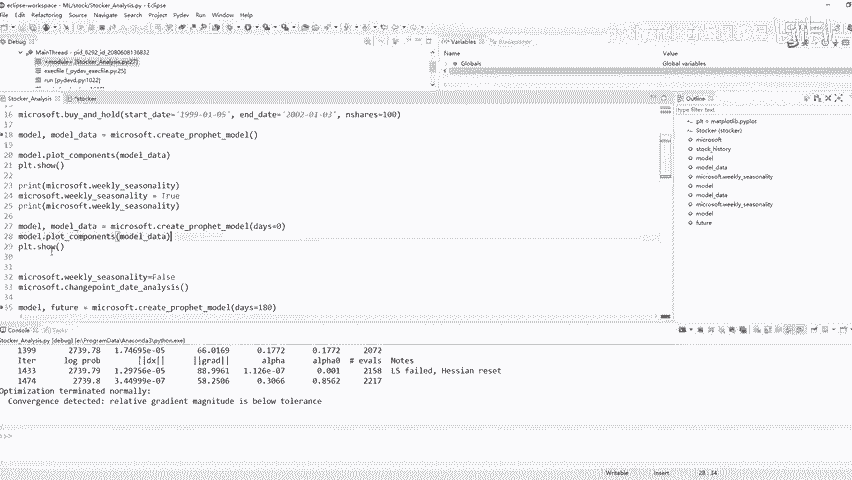 eclipse-workspace - ML/stock/Stocker_Analysis.py - Eclipse
File Edit Refactor Source Navigate Search Project Pydev Run Window Help
Debug
Variables
Breakpoints
MainThread - pid_6292_id_2080608136832
<module> [Stocker_Analysis.py:27]
execfile [_pydev_execfile.py:25]
run [pydevd.py:1022]
Name Value
Globals Global variables
Stocker_Analysis *stocker
16 microsoft.buy_and_hold(start_date='1999-01-05', end_date='2002-01-03', nshares=100)
17
18 model, model_data = microsoft.create_prophet_model()
20 model.plot_components(model_data)
21 plt.show()
22
23 print(microsoft.weekly_seasonality)
24 microsoft.weekly_seasonality = True
25 print(microsoft.weekly_seasonality)
26
27 model, model_data = microsoft.create_prophet_model(days=0)
28 model.plot_components(model_data)
29 plt.show()
30
31
32 microsoft.weekly_seasonality=False
33 microsoft.changepoint_date_analysis()
34
35 model, future = microsoft.create_prophet_model(days=180)
Outline
type filter text
plt = matplotlib.pyplot
Stocker (stocker)
microsoft
stock_history
model
model_data
microsoft.weekly_seasonality
model
model_data
microsoft.weekly_seasonality
model
future
Console Tasks
Stocker_Analysis.py [debug] [e:\ProgramData\Anaconda3\python.exe]
1399 2739.78 1.74695e-05 66.0169 0.1772 0.1772 2072
Iter log prob ||dx|| ||grad|| alpha alpha0 # evals Notes
1433 2739.79 1.29756e-05 88.9961 1.126e-07 0.001 2158 LS failed, Hessian reset
1474 2739.8 3.44999e-07 58.2506 0.3066 0.8562 2217
Optimization terminated normally:
Convergence detected: relative gradient magnitude is below tolerance
>>>
Writable Insert 28 : 34